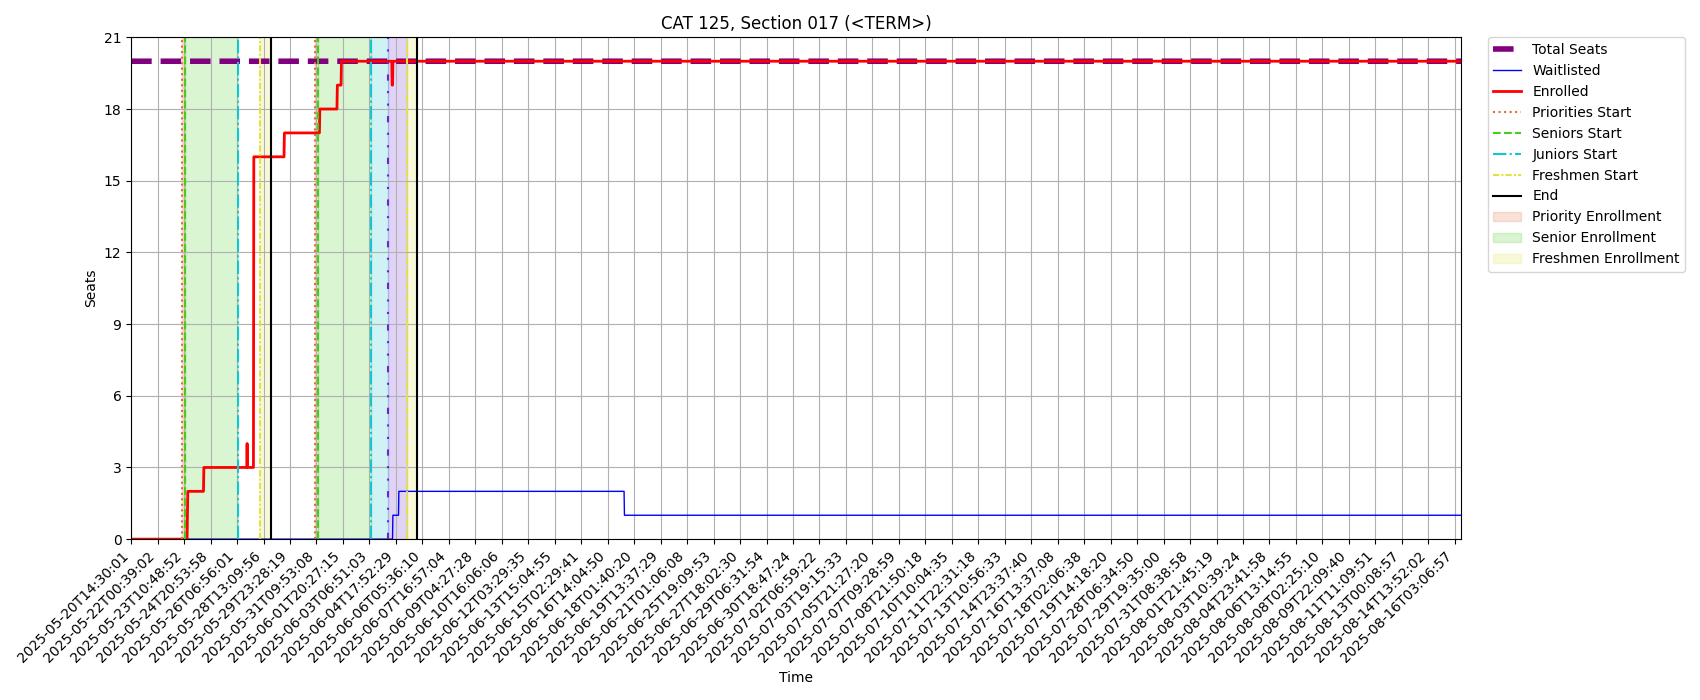 CAT 125, Section 017 (<TERM>)
21
18
15
12
9
6
3
0
Seats
2025-05-20T14:30:01
2025-05-22T00:39:02
2025-05-23T10:48:52
2025-05-24T20:53:58
2025-05-26T06:56:01
2025-05-28T13:09:56
2025-05-29T23:28:19
2025-05-31T09:53:08
2025-06-01T20:27:15
2025-06-03T06:51:03
2025-06-04T17:52:29
2025-06-06T05:36:10
2025-06-07T16:57:04
2025-06-09T04:27:28
2025-06-10T16:06:06
2025-06-12T03:29:35
2025-06-13T15:04:55
2025-06-15T02:29:41
2025-06-16T14:04:50
2025-06-18T01:40:20
2025-06-19T13:37:29
2025-06-21T01:06:08
2025-06-25T19:09:53
2025-06-27T18:02:30
2025-06-29T06:31:54
2025-06-30T18:47:24
2025-07-02T06:59:22
2025-07-03T19:15:33
2025-07-05T21:27:20
2025-07-07T09:28:59
2025-07-08T21:50:18
2025-07-10T10:04:35
2025-07-11T22:31:18
2025-07-13T10:56:33
2025-07-14T23:37:40
2025-07-16T13:37:08
2025-07-18T02:06:38
2025-07-19T14:18:20
2025-07-28T06:34:50
2025-07-29T19:35:00
2025-07-31T08:38:58
2025-08-01T21:45:19
2025-08-03T10:39:24
2025-08-04T23:41:58
2025-08-06T13:14:55
2025-08-08T02:25:10
2025-08-09T22:09:40
2025-08-11T11:09:51
2025-08-13T00:08:57
2025-08-14T13:52:02
2025-08-16T03:06:57
Time
Total Seats
Waitlisted
Enrolled
Priorities Start
Seniors Start
Juniors Start
Freshmen Start
End
Priority Enrollment
Senior Enrollment
Freshmen Enrollment